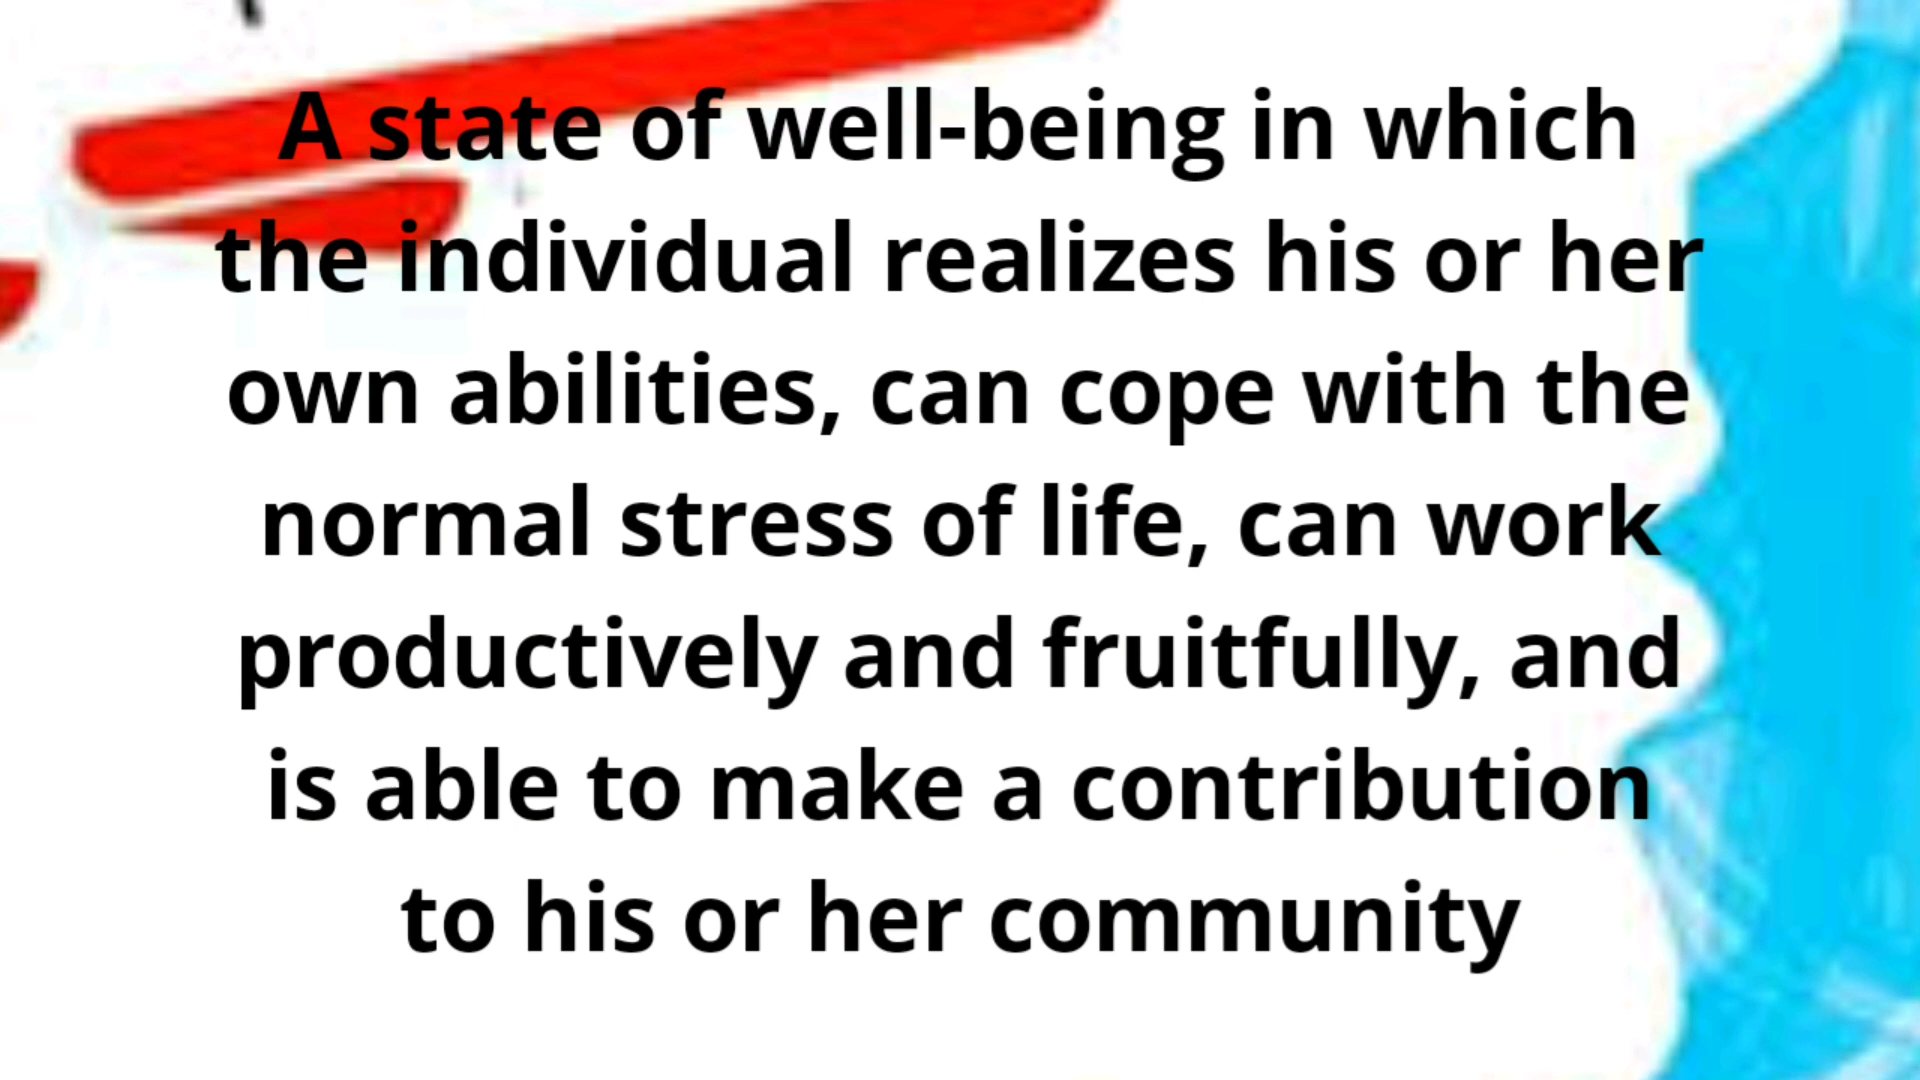 A state of well-being in which
the individual realizes his or her
own abilities, can cope with the
normal stress of life, can work
productively and fruitfully, and
is able to make a contribution
to his or her community